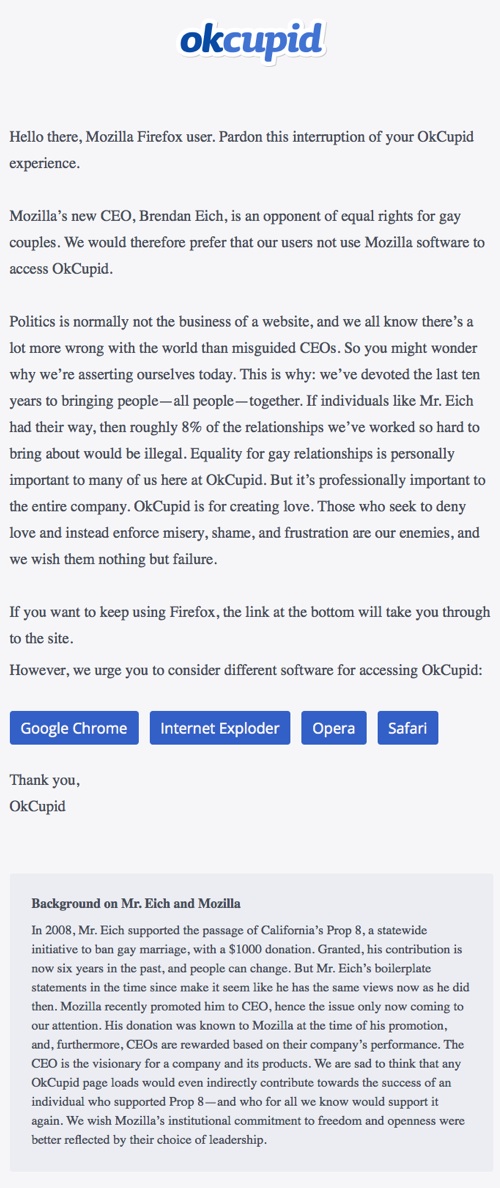 okcupid
Hello there, Mozilla Firefox user. Pardon this interruption of your OkCupid
experience.
Mozilla’s new CEO, Brendan Eich, is an opponent of equal rights for gay
couples. We would therefore prefer that our users not use Mozilla software to
access OkCupid.
Politics is normally not the business of a website, and we all know there’s a
lot more wrong with the world than misguided CEOs. So you might wonder
why we’re asserting ourselves today. This is why: we’ve devoted the last ten
years to bringing people—all people—together. If individuals like Mr. Eich
had their way, then roughly 8% of the relationships we’ve worked so hard to
bring about would be illegal. Equality for gay relationships is personally
important to many of us here at OkCupid. But it’s professionally important to
the entire company. OkCupid is for creating love. Those who seek to deny
love and instead enforce misery, shame, and frustration are our enemies, and
we wish them nothing but failure.
If you want to keep using Firefox, the link at the bottom will take you through
to the site.
However, we urge you to consider different software for accessing OkCupid:
Google Chrome Internet Exploder Opera Safari
Thank you,
OkCupid
Background on Mr. Eich and Mozilla
In 2008, Mr. Eich supported the passage of California’s Prop 8, a statewide
initiative to ban gay marriage, with a $1000 donation. Granted, his contribution is
now six years in the past, and people can change. But Mr. Eich’s boilerplate
statements in the time since make it seem like he has the same views now as he did
then. Mozilla recently promoted him to CEO, hence the issue only now coming to
our attention. His donation was known to Mozilla at the time of his promotion,
and, furthermore, CEOs are rewarded based on their company’s performance. The
CEO is the visionary for a company and its products. We are sad to think that any
OkCupid page loads would even indirectly contribute towards the success of an
individual who supported Prop 8—and who for all we know would support it
again. We wish Mozilla’s institutional commitment to freedom and openness were
better reflected by their choice of leadership.